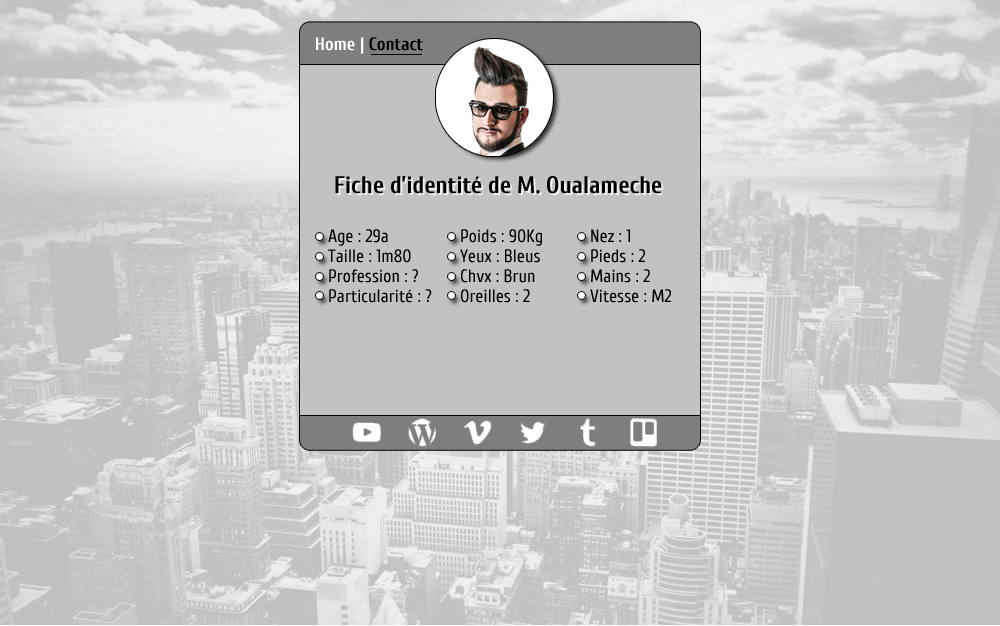 Home | Contact
Fiche d'identité de M. Oualameche
Age : 29a
Taille : 1m80
Profession : ?
Particularité : ?
Poids : 90Kg
Yeux : Bleus
Chvx : Brun
Oreilles : 2
Nez : 1
Pieds : 2
Mains : 2
Vitesse : M2